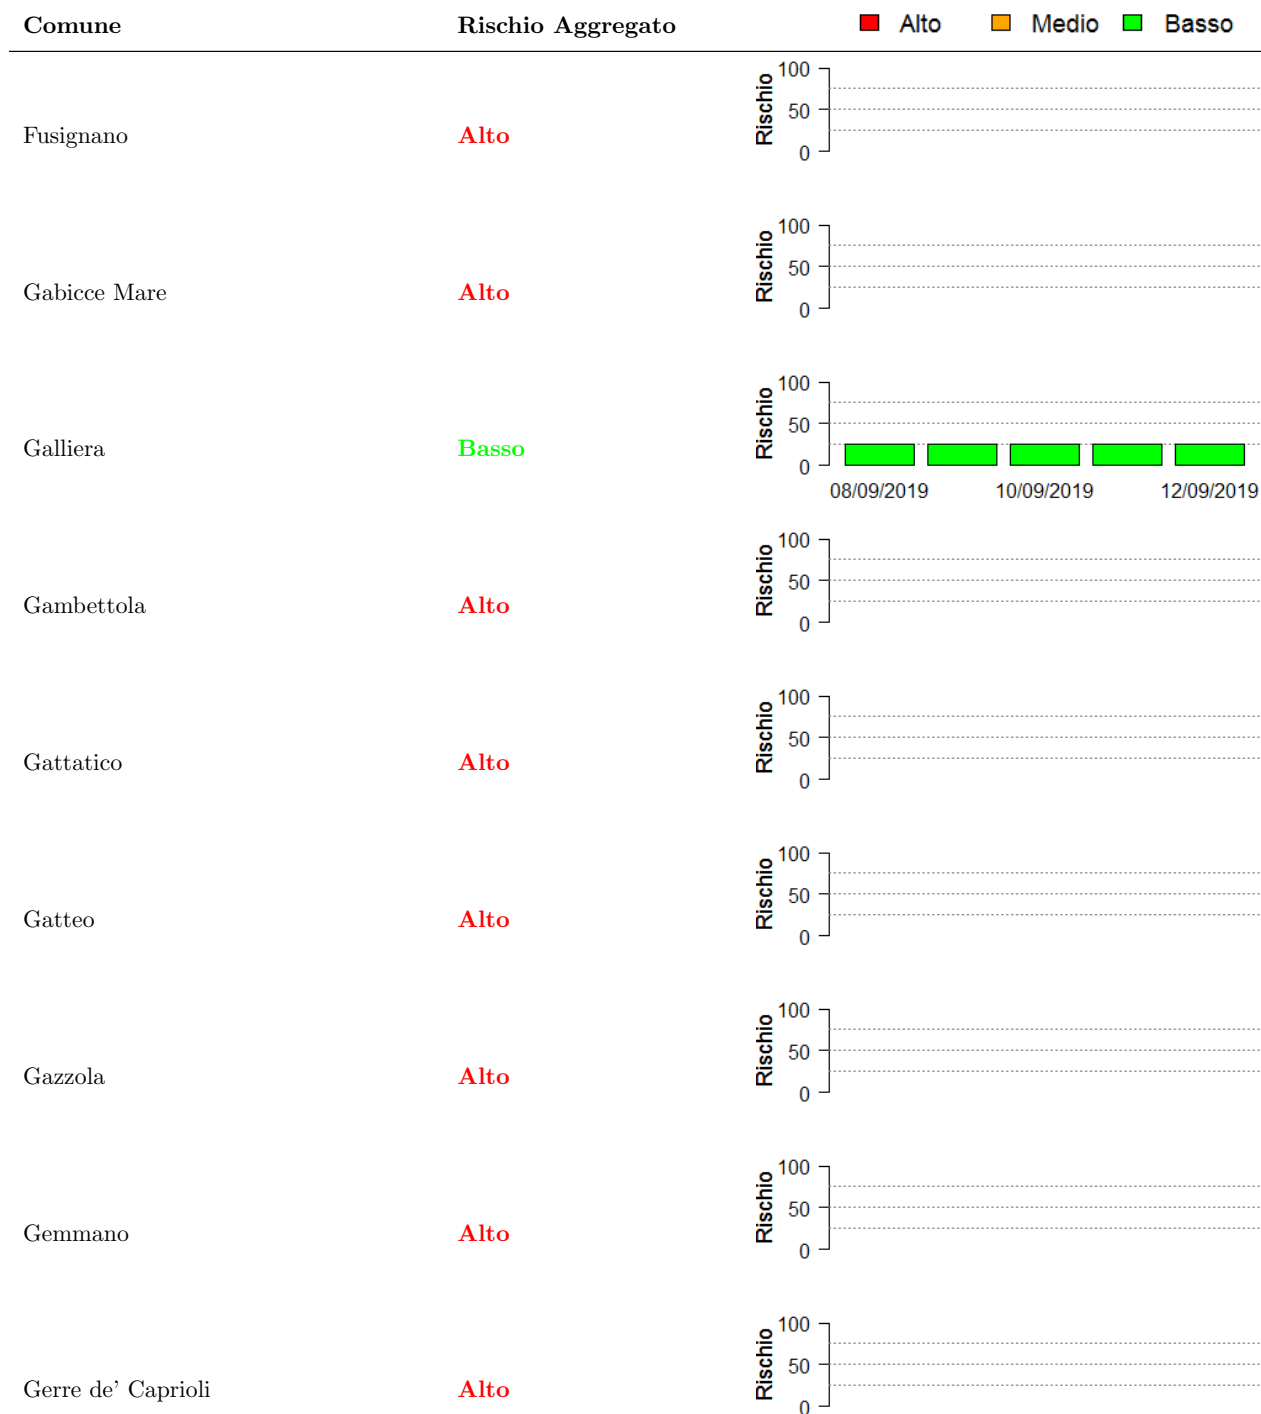 Comune Rischio Aggregato Alto Medio Basso
Fusignano Alto Rischio 100 50 0
Gabicce Mare Alto Rischio 100 50 0
Galliera Basso Rischio 100 50 0
08/09/2019 10/09/2019 12/09/2019
Gambettola Alto Rischio 100 50 0
Gattatico Alto Rischio 100 50 0
Gatteo Alto Rischio 100 50 0
Gazzola Alto Rischio 100 50 0
Gemmano Alto Rischio 100 50 0
Gerre de' Caprioli Alto Rischio 100 50 0